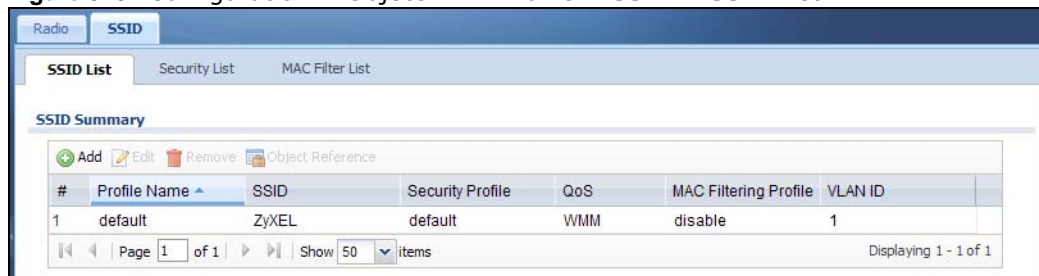 Radio SSID
SSID List Security List MAC Filter List
SSID Summary
Add Edit Remove Object Reference
# Profile Name SSID Security Profile QoS MAC Filtering Profile VLAN ID
1 default ZyXEL default WMM disable 1
Page 1 of 1 Show 50 items Displaying 1 - 1 of 1